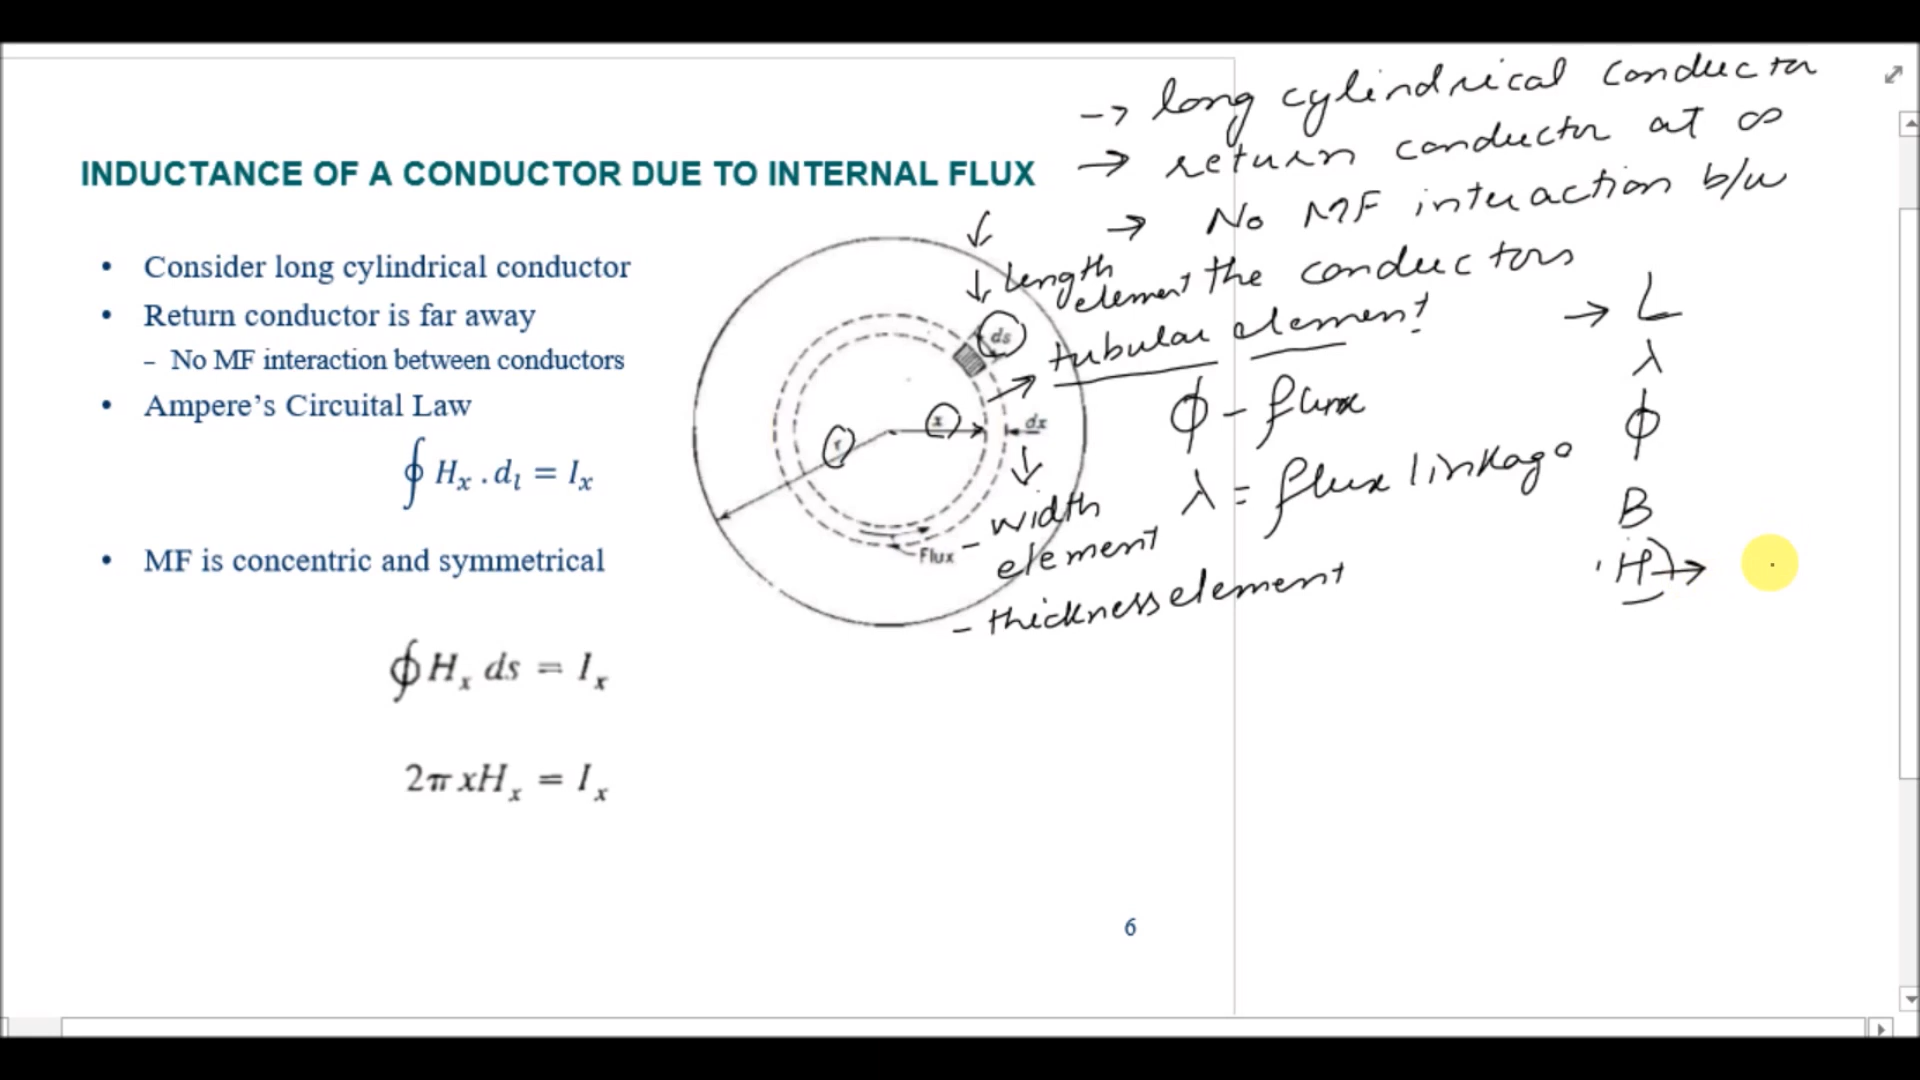 INDUCTANCE OF A CONDUCTOR DUE TO INTERNAL FLUX
• Consider long cylindrical conductor
• Return conductor is far away
– No MF interaction between conductors
• Ampere's Circuital Law
∮ Hx . dl = Ix
• MF is concentric and symmetrical
∮ Hx ds = Ix
2π xHx = Ix
ds
x
r
dx
Flux
→ long cylindrical conductor
→ return conductor at ∞
→ No MF interaction b/w
the conductors
length
element
tubular element
ϕ - flux
λ = flux linkage
- width
element
- thickness element
→ L
λ
ϕ
B
H →
6